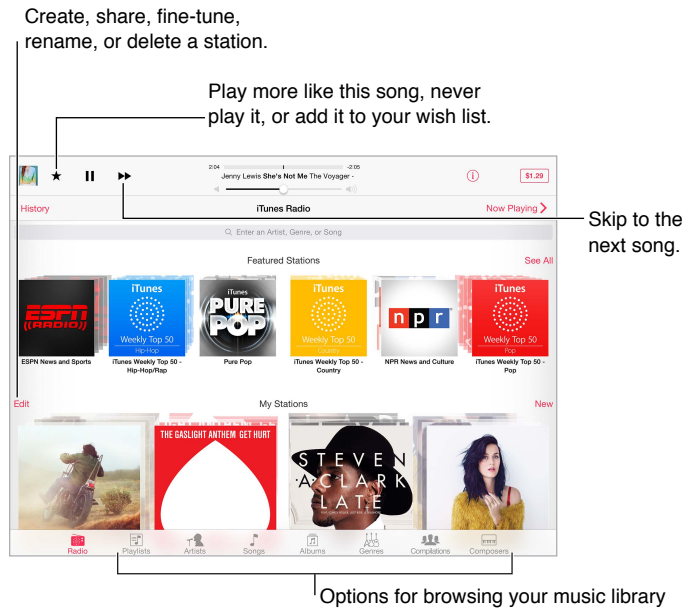 Create, share, fine-tune,
rename, or delete a station.
Play more like this song, never
play it, or add it to your wish list.
2:04 -2:05
Jenny Lewis She's Not Me The Voyager -
$1.29
History iTunes Radio Now Playing
Skip to the
next song.
Enter an Artist, Genre, or Song
Featured Stations See All
ESPN
((RADIO))
iTunes
Weekly Top 50
Hip-Hop
iTunes
PURE
POP
iTunes
Weekly Top 50
Country
npr
iTunes
Weekly Top 50
Pop
ESPN News and Sports
iTunes Weekly Top 50 -
Hip-Hop/Rap
Pure Pop
iTunes Weekly Top 50 -
Country
NPR News and Culture
iTunes Weekly Top 50 -
Pop
Edit My Stations New
THE GASLIGHT ANTHEM GET HURT
STEVEN
A CLARK
LATE
Radio Playlists Artists Songs Albums Genres Compilations Composers
Options for browsing your music library